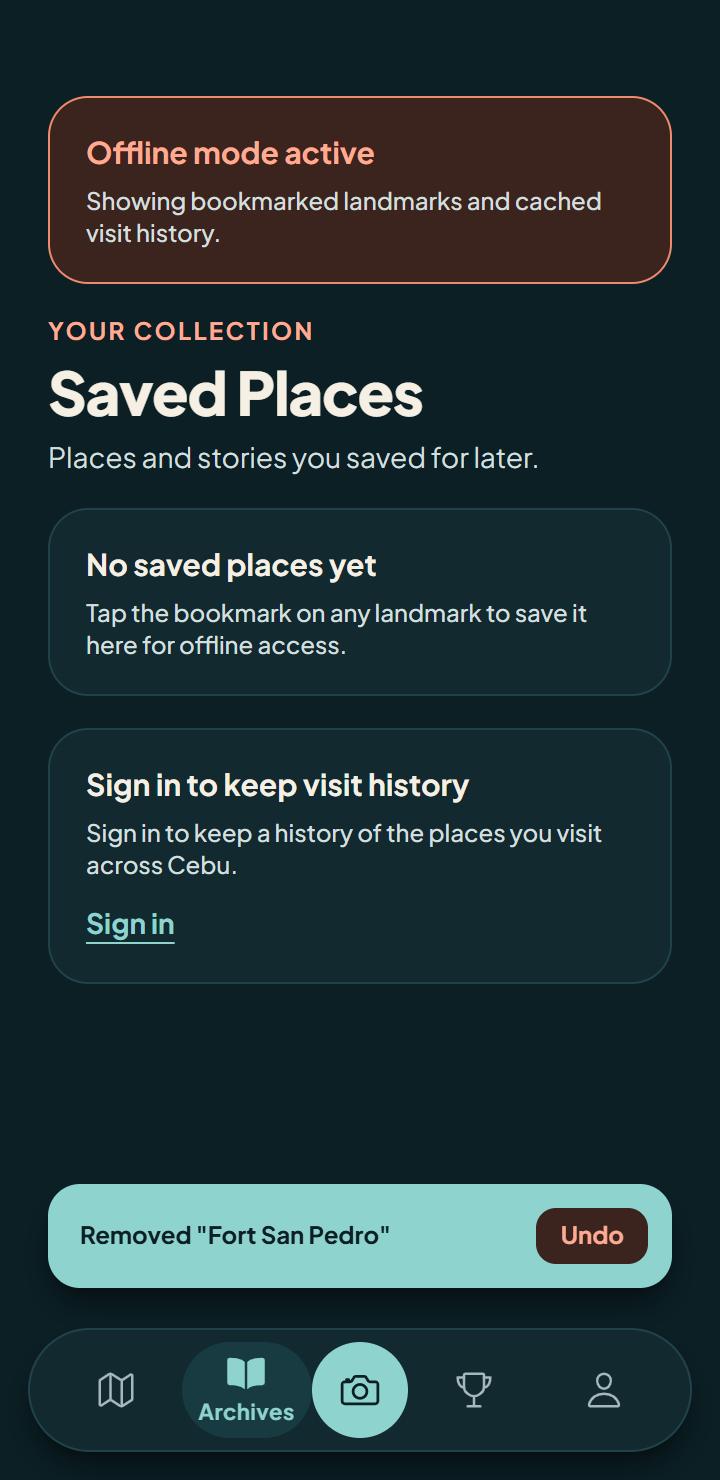 Offline mode active
Showing bookmarked landmarks and cached
visit history.
YOUR COLLECTION
Saved Places
Places and stories you saved for later.
No saved places yet
Tap the bookmark on any landmark to save it
here for offline access.
Sign in to keep visit history
Sign in to keep a history of the places you visit
across Cebu.
Sign in
Removed "Fort San Pedro"
Undo
Archives